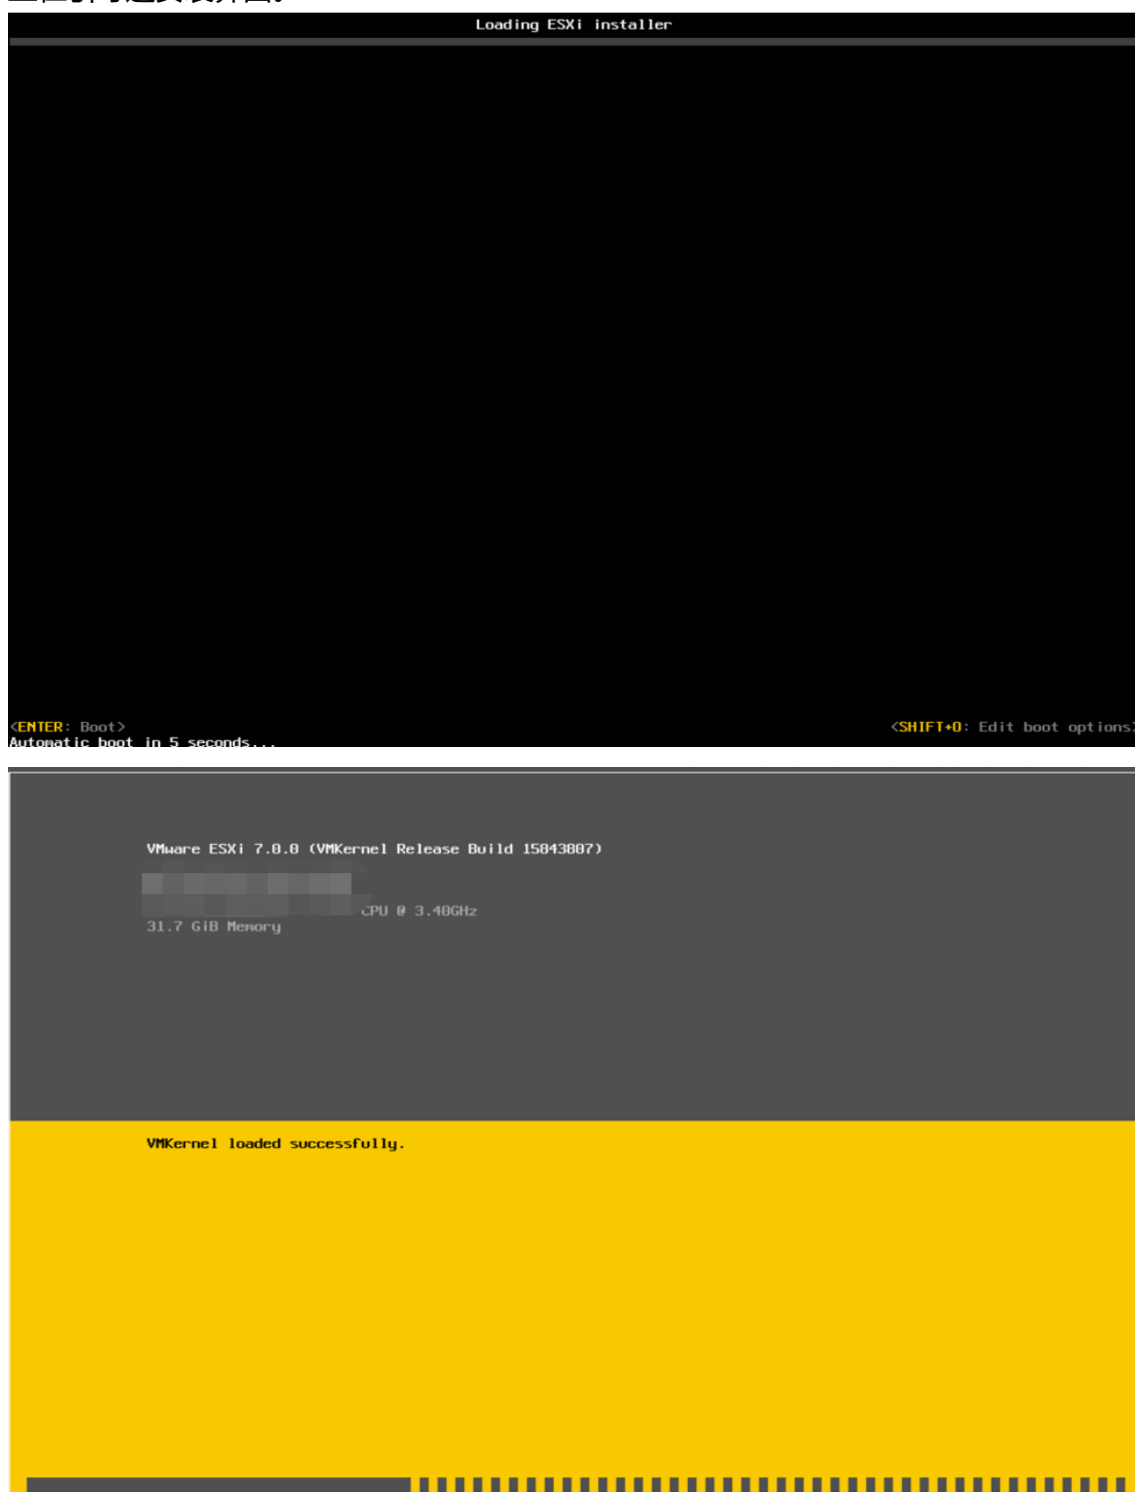 Loading ESXi installer
<ENTER: Boot>
<SHIFT+O: Edit boot options>
Automatic boot in 5 seconds...
VMware ESXi 7.0.0 (VMKernel Release Build 15843807)
CPU @ 3.40GHz
31.7 GiB Memory
VMKernel loaded successfully.